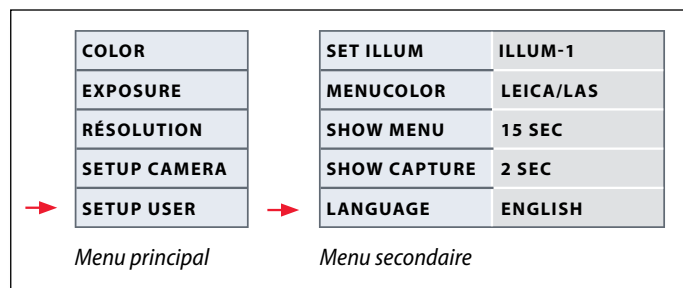 COLOR
EXPOSURE
RÉSOLUTION
SETUP CAMERA
SETUP USER
Menu principal
SET ILLUM ILLUM-1
MENUCOLOR LEICA/LAS
SHOW MENU 15 SEC
SHOW CAPTURE 2 SEC
LANGUAGE ENGLISH
Menu secondaire